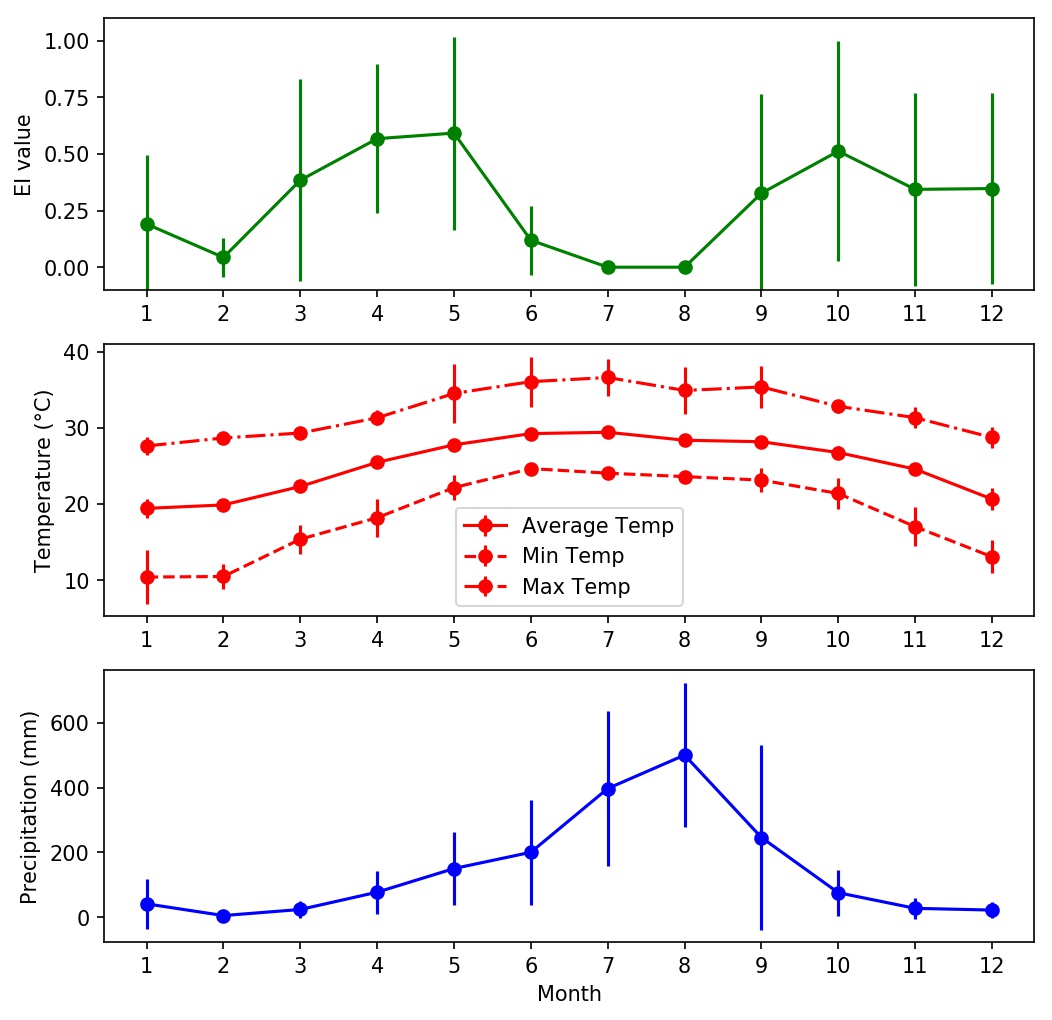 EI value
1.00
0.75
0.50
0.25
0.00
1 2 3 4 5 6 7 8 9 10 11 12
Temperature (°C)
40
30
20
10
Average Temp
Min Temp
Max Temp
1 2 3 4 5 6 7 8 9 10 11 12
Precipitation (mm)
600
400
200
0
1 2 3 4 5 6 7 8 9 10 11 12
Month